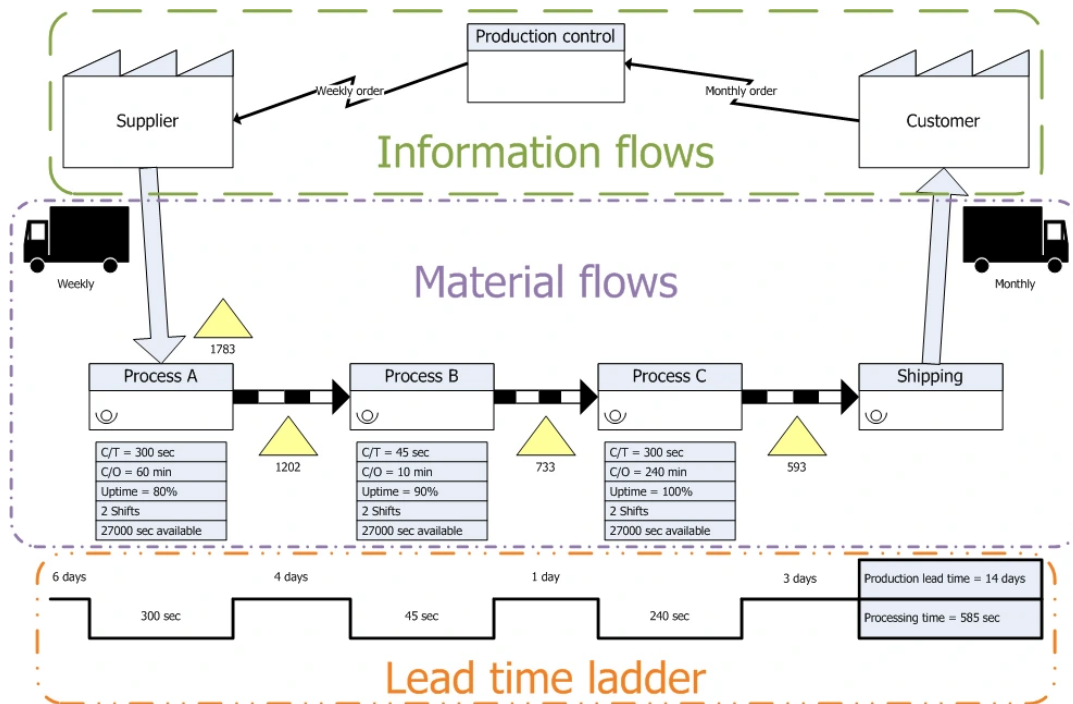 Production control
Weekly order
Monthly order
Supplier
Customer
Information flows
Weekly
Material flows
Monthly
1783
Process A
Process B
Process C
Shipping
1202
733
593
C/T = 300 sec
C/O = 60 min
Uptime = 80%
2 Shifts
27000 sec available
C/T = 45 sec
C/O = 10 min
Uptime = 90%
2 Shifts
27000 sec available
C/T = 300 sec
C/O = 240 min
Uptime = 100%
2 Shifts
27000 sec available
6 days
4 days
1 day
3 days
Production lead time = 14 days
300 sec
45 sec
240 sec
Processing time = 585 sec
Lead time ladder